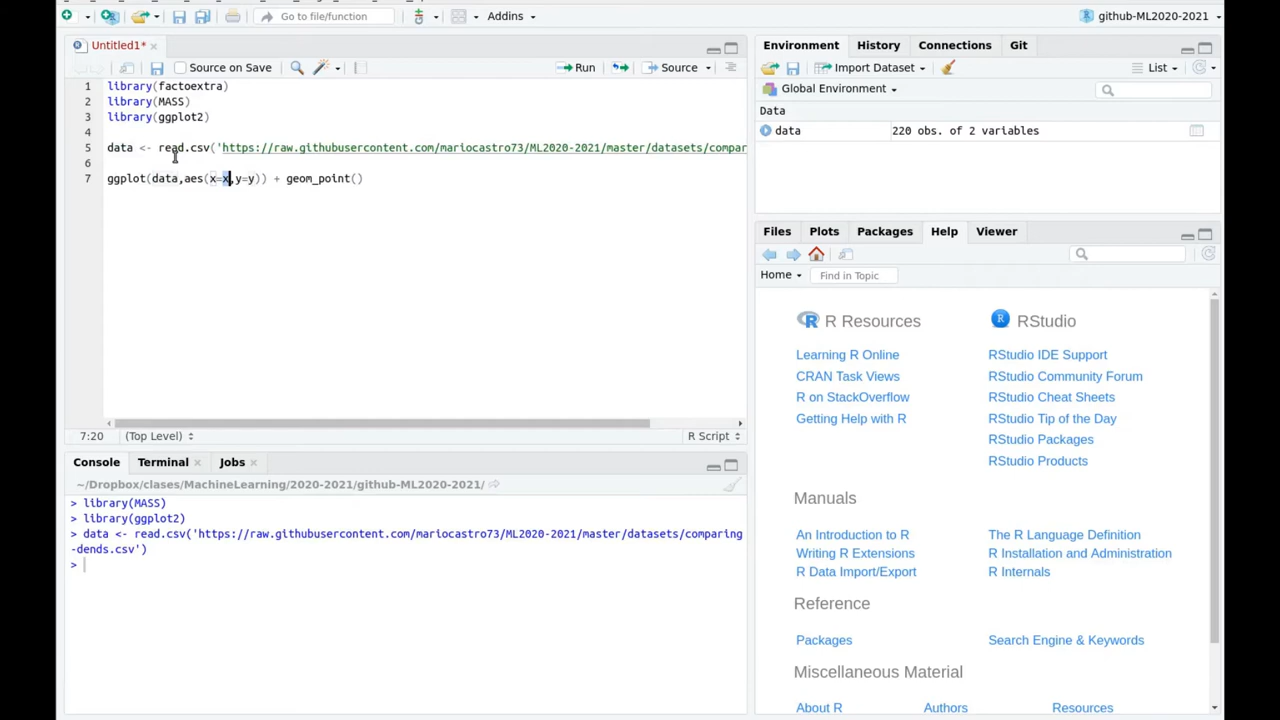 Go to file/function
Addins
github-ML2020-2021
Untitled1*
Source on Save
Run
Source
1 library(factoextra)
2 library(MASS)
3 library(ggplot2)
4
5 data <- read.csv('https://raw.githubusercontent.com/mariocastro73/ML2020-2021/master/datasets/compar
6
7 ggplot(data,aes(x=x,y=y)) + geom_point()
7:20 (Top Level) R Script
Console Terminal Jobs
~/Dropbox/clases/MachineLearning/2020-2021/github-ML2020-2021/
> library(MASS)
> library(ggplot2)
> data <- read.csv('https://raw.githubusercontent.com/mariocastro73/ML2020-2021/master/datasets/comparing
-dends.csv')
>
Environment History Connections Git
Import Dataset List
Global Environment
Data
data 220 obs. of 2 variables
Files Plots Packages Help Viewer
Home Find in Topic
R Resources
Learning R Online
CRAN Task Views
R on StackOverflow
Getting Help with R
RStudio
RStudio IDE Support
RStudio Community Forum
RStudio Cheat Sheets
RStudio Tip of the Day
RStudio Packages
RStudio Products
Manuals
An Introduction to R The R Language Definition
Writing R Extensions R Installation and Administration
R Data Import/Export R Internals
Reference
Packages Search Engine & Keywords
Miscellaneous Material
About R Authors Resources